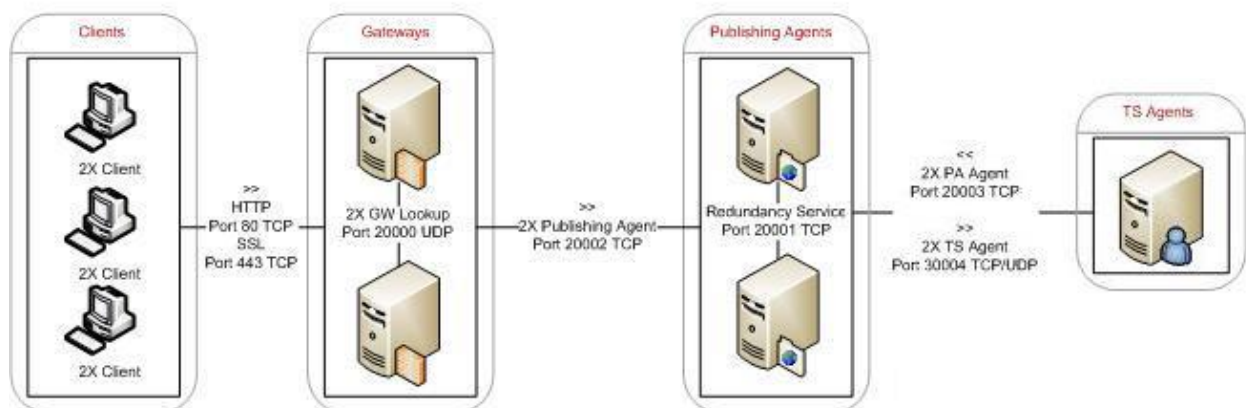 Clients
2X Client
2X Client
2X Client
>>
HTTP
Port 80 TCP
SSL
Port 443 TCP
Gateways
2X GW Lookup
Port 20000 UDP
>>
2X Publishing Agent
Port 20002 TCP
Publishing Agents
Redundancy Service
Port 20001 TCP
<<
2X PA Agent
Port 20003 TCP
>>
2X TS Agent
Port 30004 TCP/UDP
TS Agents